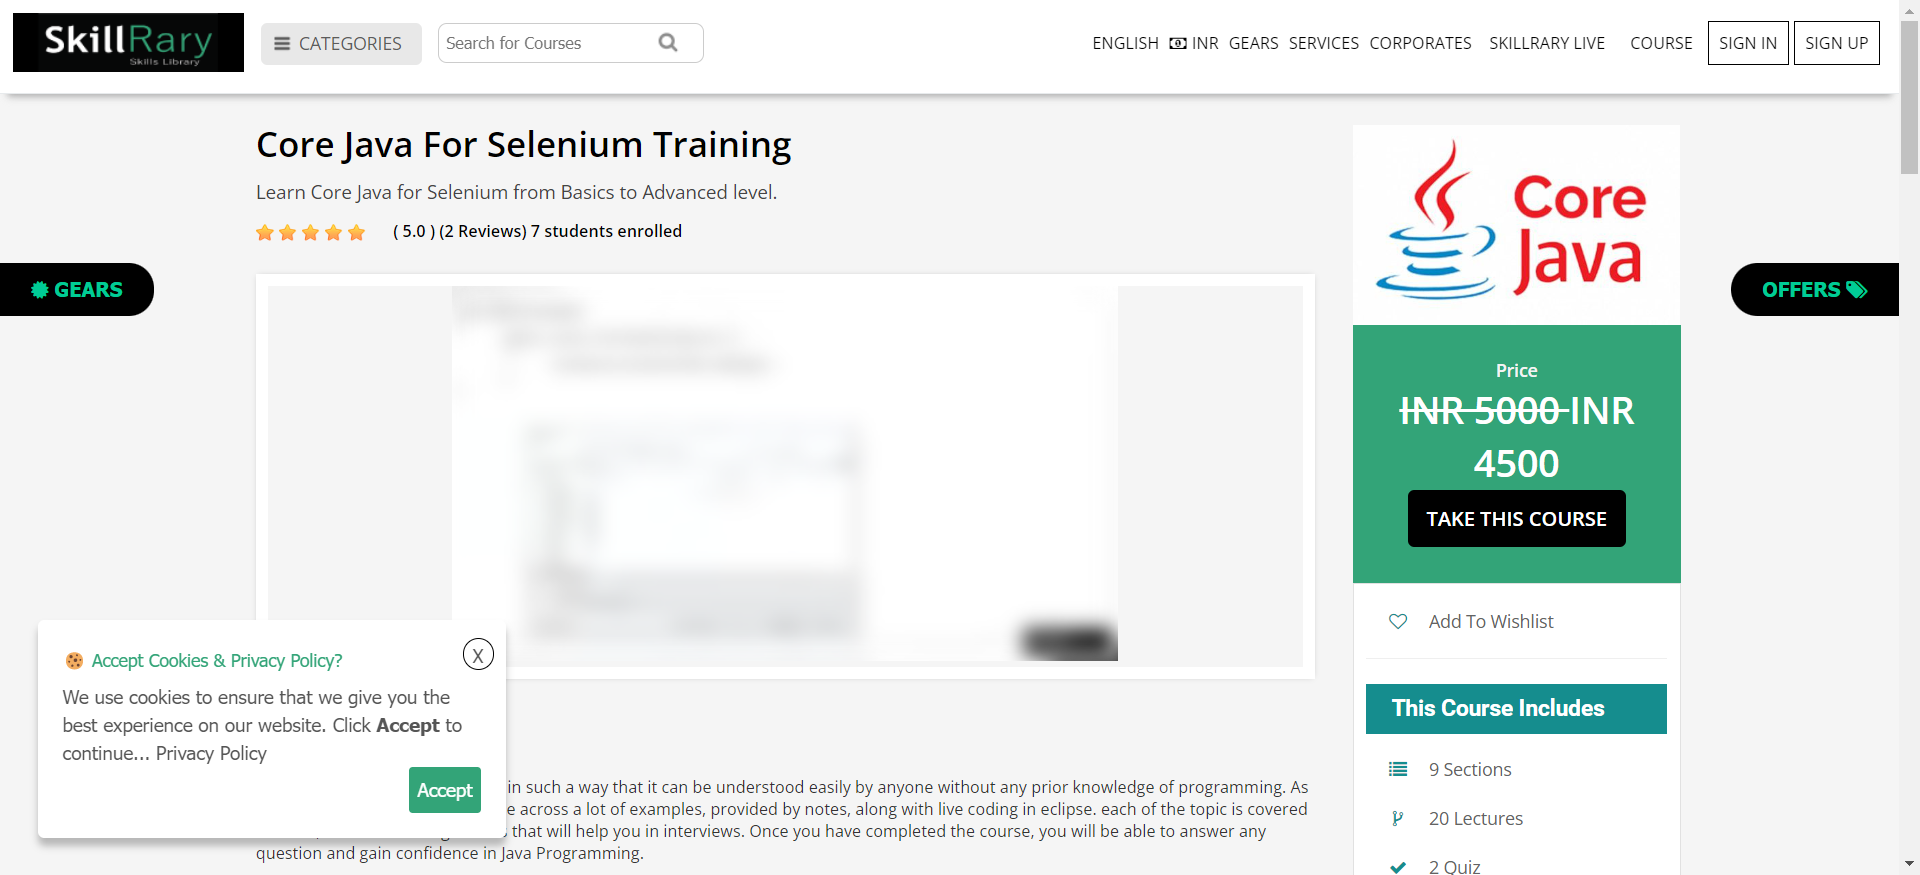 SkillRary
Skills Library
CATEGORIES
Search for Courses
ENGLISH INR GEARS SERVICES CORPORATES SKILLRARY LIVE COURSE SIGN IN SIGN UP
Core Java For Selenium Training
Learn Core Java for Selenium from Basics to Advanced level.
( 5.0 ) (2 Reviews) 7 students enrolled
GEARS
OFFERS
Core
Java
Price
INR 5000 INR
4500
TAKE THIS COURSE
Add To Wishlist
This Course Includes
9 Sections
20 Lectures
2 Quiz
Accept Cookies & Privacy Policy?
X
We use cookies to ensure that we give you the
best experience on our website. Click Accept to
continue... Privacy Policy
Accept
in such a way that it can be understood easily by anyone without any prior knowledge of programming. As
across a lot of examples, provided by notes, along with live coding in eclipse. each of the topic is covered
that will help you in interviews. Once you have completed the course, you will be able to answer any
question and gain confidence in Java Programming.